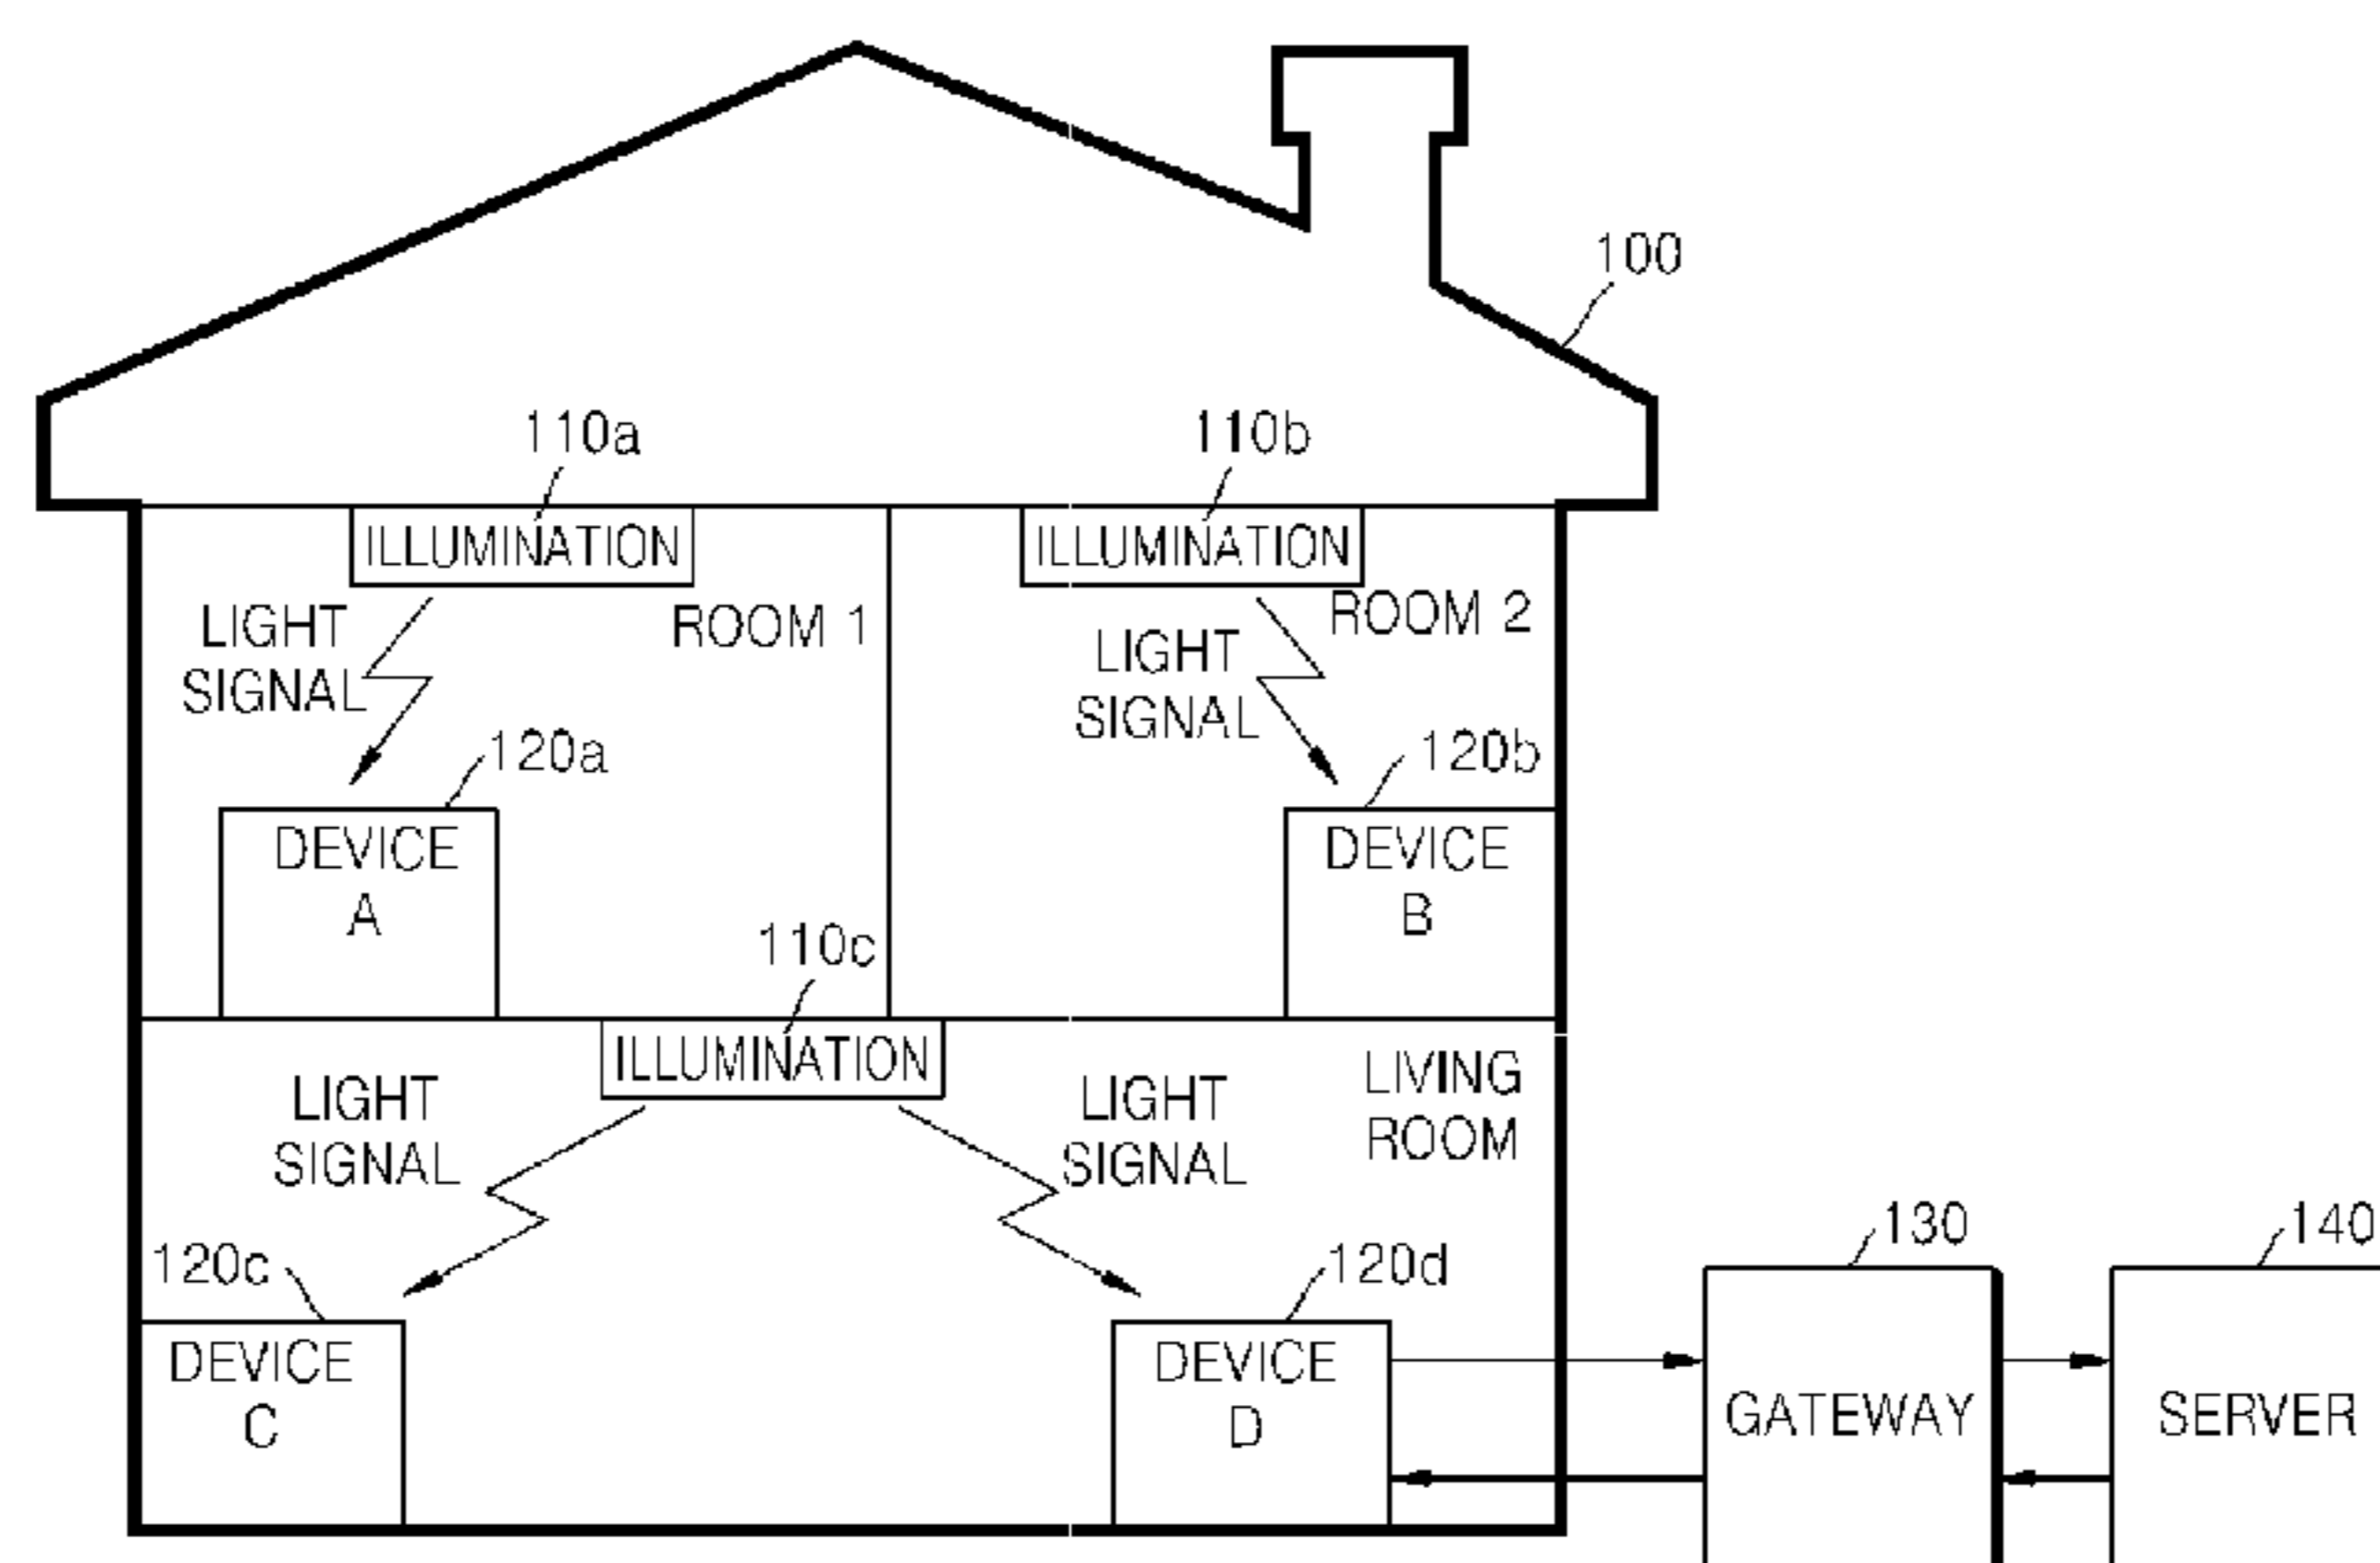 100
110a
110b
ILLUMINATION
ILLUMINATION
LIGHT
SIGNAL
ROOM 1
LIGHT
SIGNAL
ROOM 2
120a
120b
DEVICE
A
DEVICE
B
110c
ILLUMINATION
LIGHT
SIGNAL
LIGHT
SIGNAL
LIVING
ROOM
120c
120d
130
140
DEVICE
C
DEVICE
D
GATEWAY
SERVER